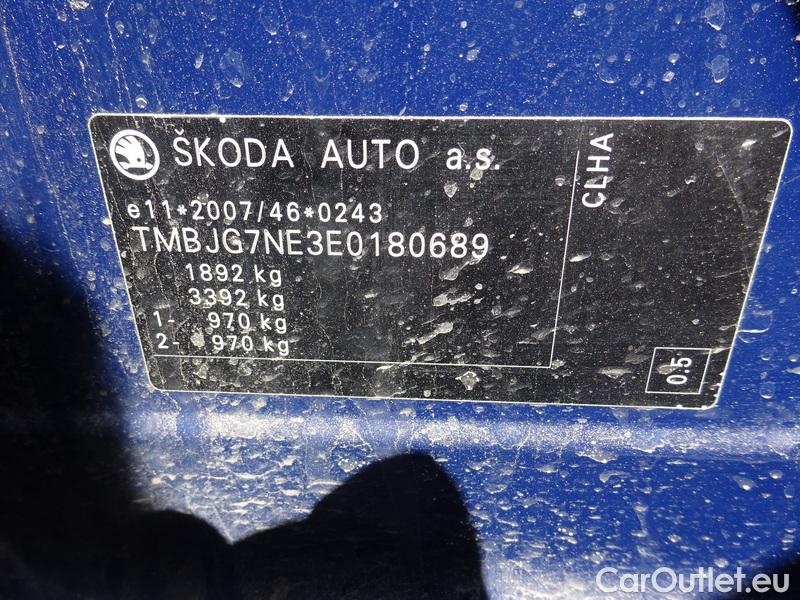 ŠKODA AUTO a.s.
e11*2007/46*0243
TMBJG7NE3E0180689
1892 kg
3392 kg
1- 970 kg
2- 970 kg
CLHA
0.5
CarOutlet.eu